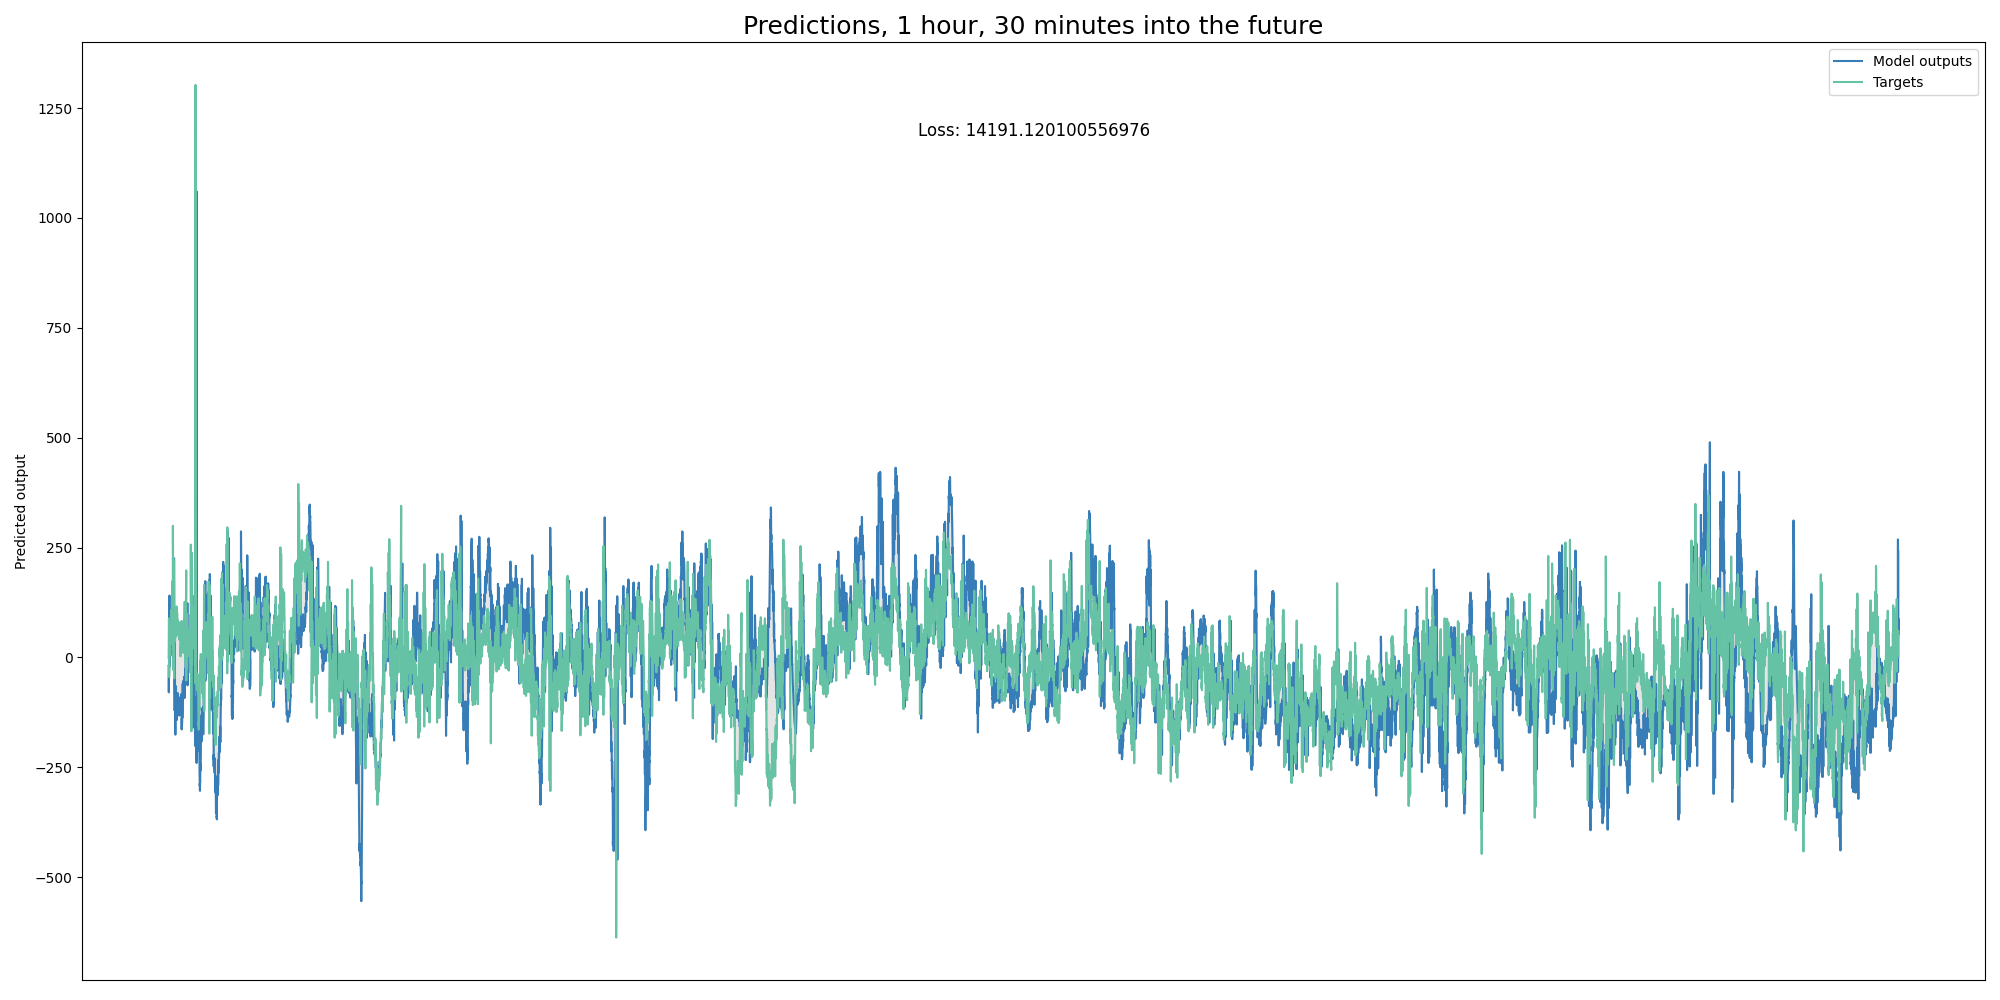 Predictions, 1 hour, 30 minutes into the future
Model outputs
Targets
Loss: 14191.120100556976
Predicted output
1250
1000
750
500
250
0
−250
−500